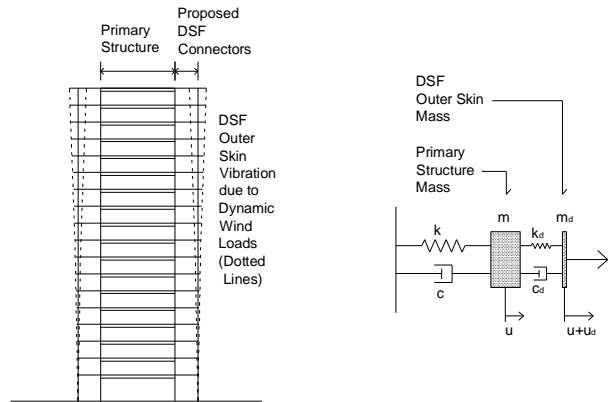 Proposed
DSF
Connectors
Primary
Structure
DSF
Outer
Skin
Vibration
due to
Dynamic
Wind
Loads
(Dotted
Lines)
DSF
Outer Skin
Mass
Primary
Structure
Mass
m
md
k
kd
c
cd
u
u+ud